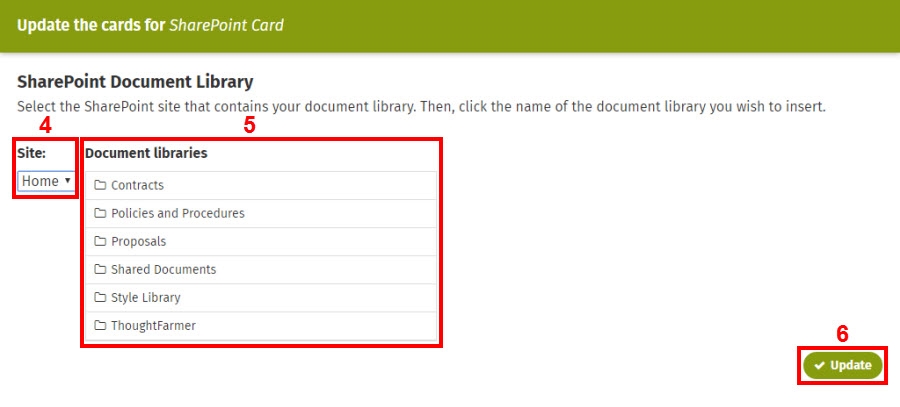 Update the cards for SharePoint Card
SharePoint Document Library
Select the SharePoint site that contains your document library. Then, click the name of the document library you wish to insert.
4
5
Site:
Document libraries
Home
Contracts
Policies and Procedures
Proposals
Shared Documents
Style Library
ThoughtFarmer
6
Update